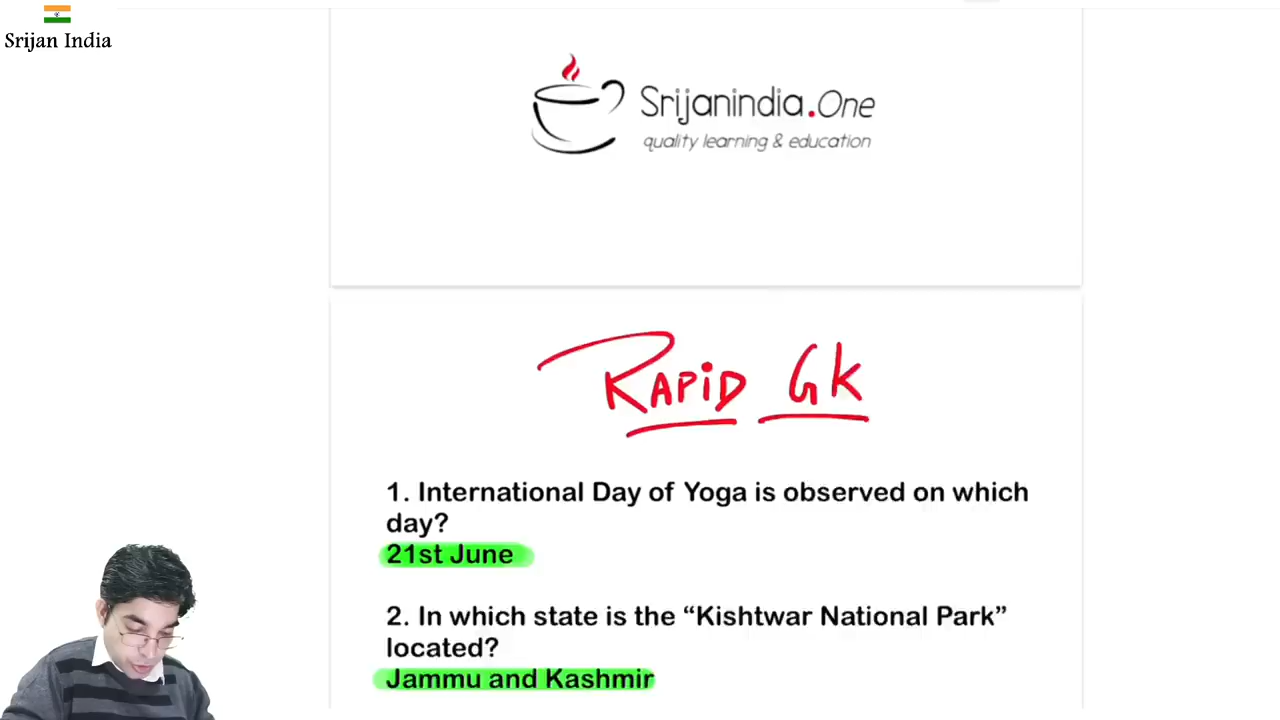 Srijan India
Srijanindia.One
quality learning & education
RAPID GK
1. International Day of Yoga is observed on which
day?
21st June
2. In which state is the “Kishtwar National Park”
located?
Jammu and Kashmir